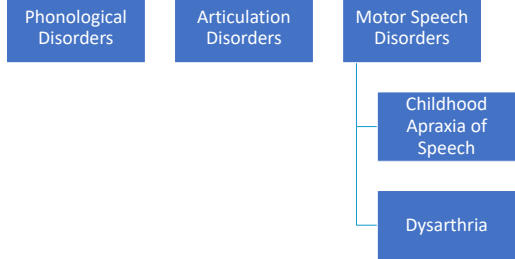 Phonological
Disorders
Articulation
Disorders
Motor Speech
Disorders
Childhood
Apraxia of
Speech
Dysarthria